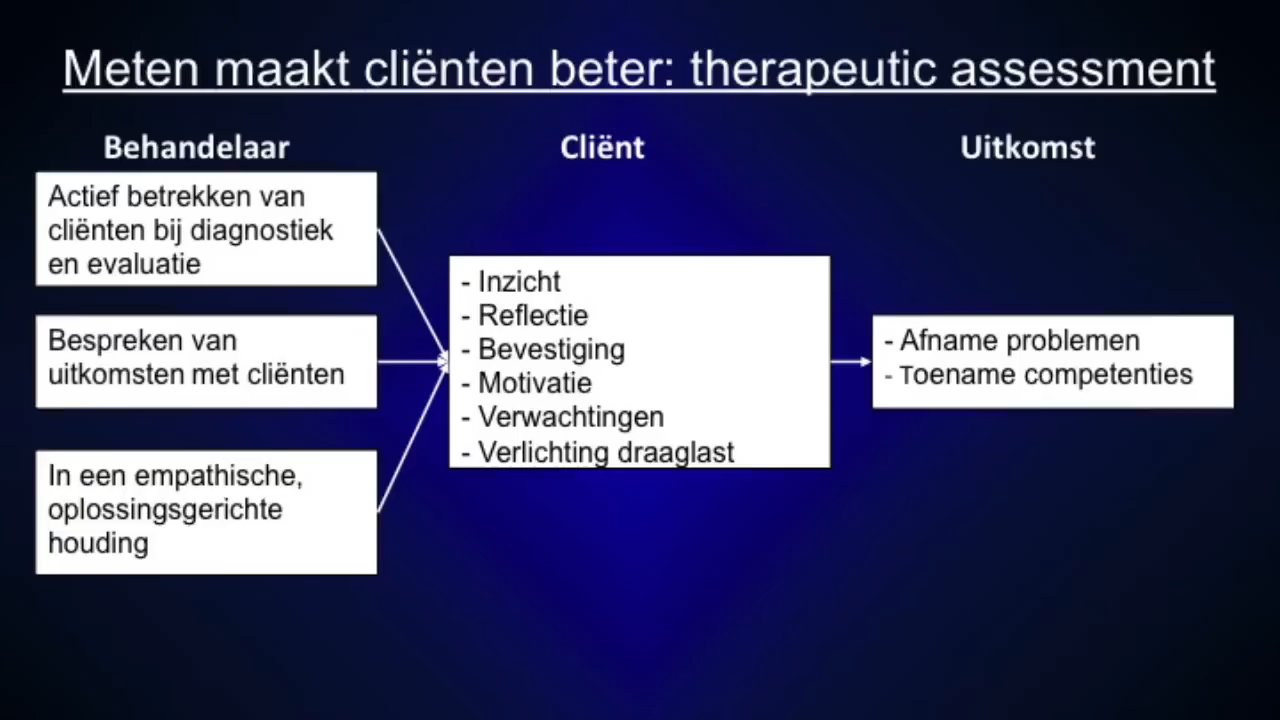 Meten maakt cliënten beter: therapeutic assessment
Behandelaar
Cliënt
Uitkomst
Actief betrekken van
cliënten bij diagnostiek
en evaluatie
Bespreken van
uitkomsten met cliënten
In een empathische,
oplossingsgerichte
houding
- Inzicht
- Reflectie
- Bevestiging
- Motivatie
- Verwachtingen
- Verlichting draaglast
- Afname problemen
- Toename competenties